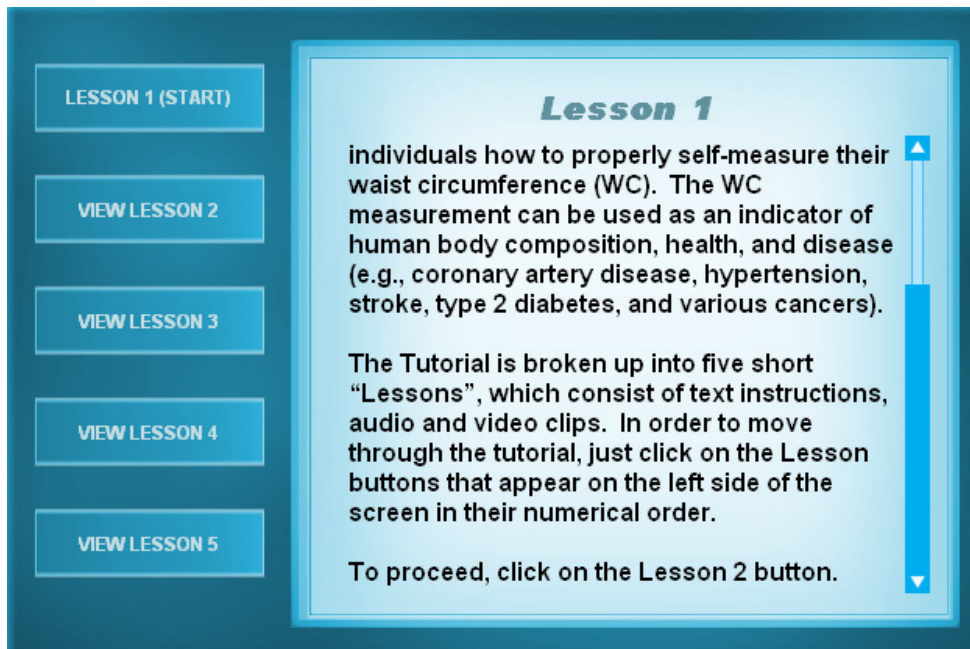 LESSON 1 (START)
VIEW LESSON 2
VIEW LESSON 3
VIEW LESSON 4
VIEW LESSON 5
Lesson 1
individuals how to properly self-measure their
waist circumference (WC).  The WC
measurement can be used as an indicator of
human body composition, health, and disease
(e.g., coronary artery disease, hypertension,
stroke, type 2 diabetes, and various cancers).
The Tutorial is broken up into five short
“Lessons”, which consist of text instructions,
audio and video clips.  In order to move
through the tutorial, just click on the Lesson
buttons that appear on the left side of the
screen in their numerical order.
To proceed, click on the Lesson 2 button.